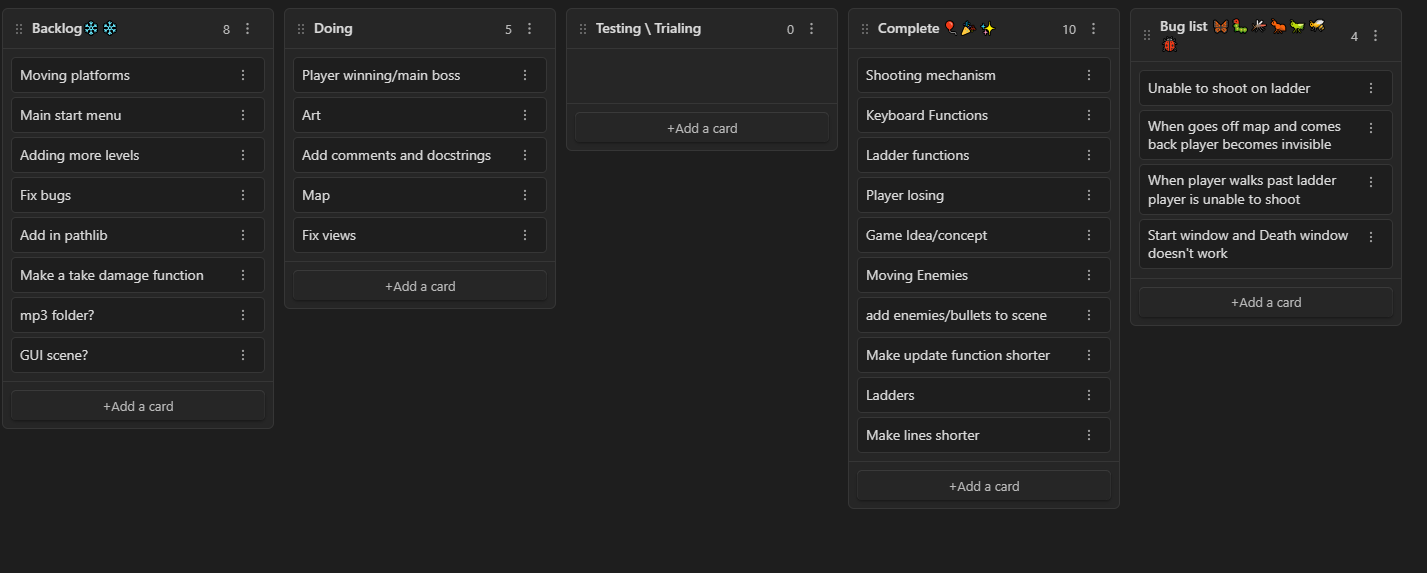 Backlog❄️❄️ 8
Moving platforms
Main start menu
Adding more levels
Fix bugs
Add in pathlib
Make a take damage function
mp3 folder?
GUI scene?
+Add a card
Doing 5
Player winning/main boss
Art
Add comments and docstrings
Map
Fix views
+Add a card
Testing \ Trialing 0
+Add a card
Complete 🎈🎉✨ 10
Shooting mechanism
Keyboard Functions
Ladder functions
Player losing
Game Idea/concept
Moving Enemies
add enemies/bullets to scene
Make update function shorter
Ladders
Make lines shorter
+Add a card
Bug list 🦋🐛🦟🐜🦗🐝
🐞 4
Unable to shoot on ladder
When goes off map and comes
back player becomes invisible
When player walks past ladder
player is unable to shoot
Start window and Death window
doesn't work
+Add a card